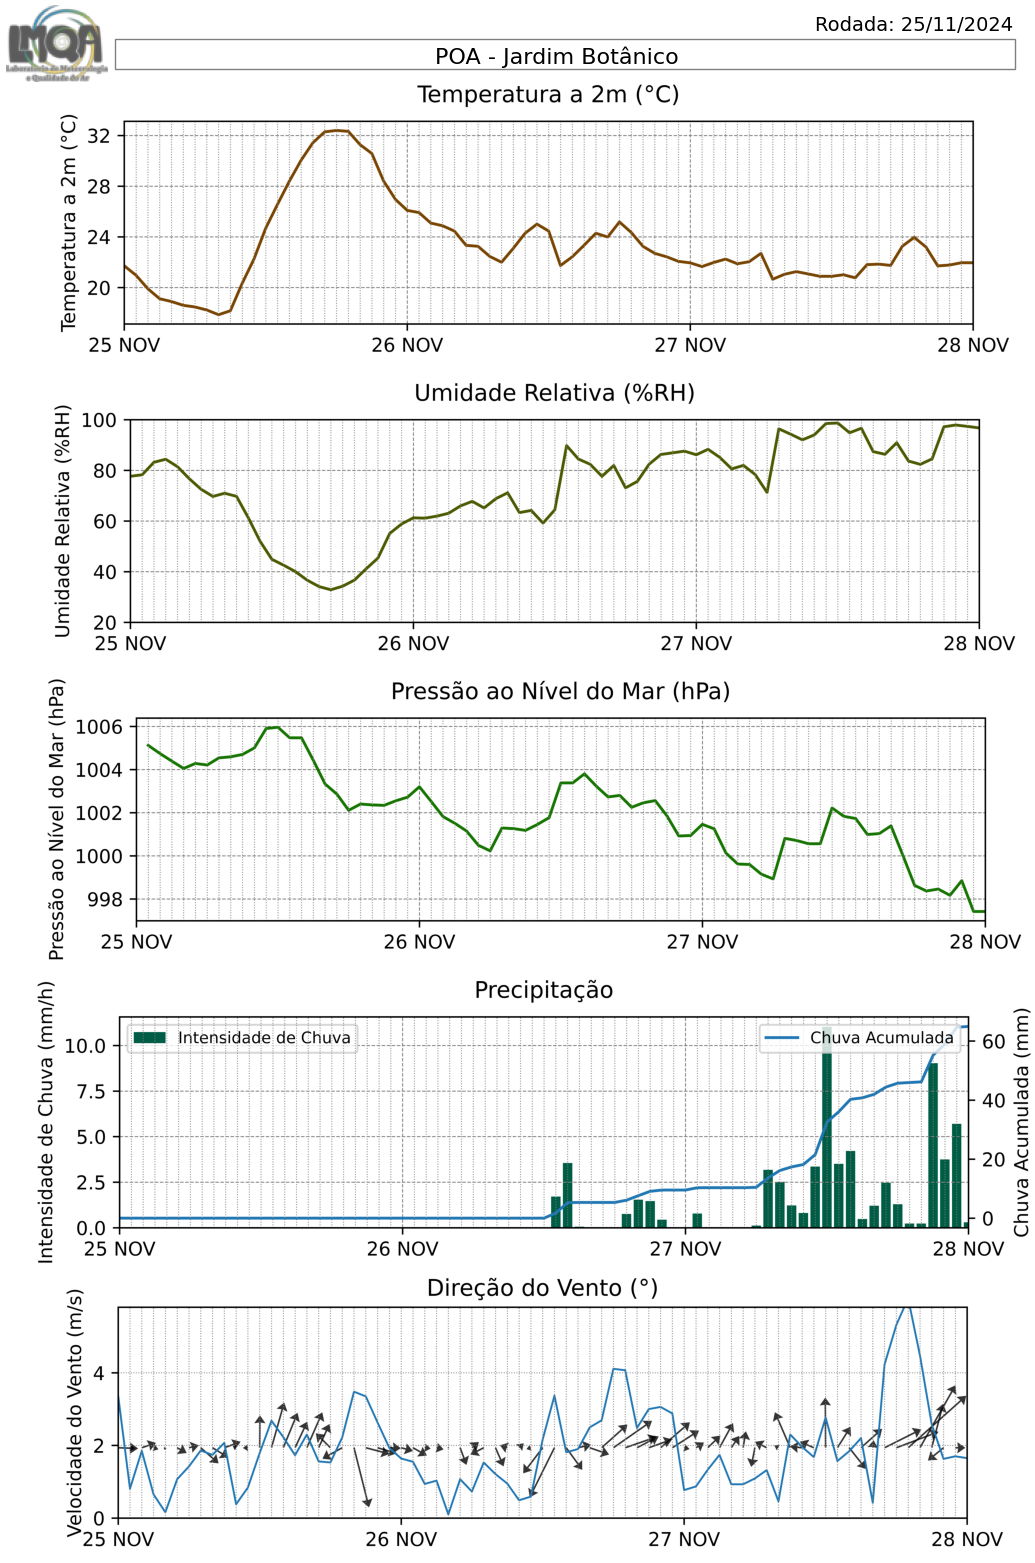 LMQA
Laboratório de Meteorologia
e Qualidade do Ar
Rodada: 25/11/2024
POA - Jardim Botânico
Temperatura a 2m (°C)
Temperatura a 2m (°C)
32
28
24
20
25 NOV 26 NOV 27 NOV 28 NOV
Umidade Relativa (%RH)
Umidade Relativa (%RH)
100
80
60
40
20
25 NOV 26 NOV 27 NOV 28 NOV
Pressão ao Nível do Mar (hPa)
Pressão ao Nível do Mar (hPa)
1006
1004
1002
1000
998
25 NOV 26 NOV 27 NOV 28 NOV
Precipitação
Intensidade de Chuva (mm/h)
10.0
7.5
5.0
2.5
0.0
Intensidade de Chuva
Chuva Acumulada
60
40
20
0
Chuva Acumulada (mm)
25 NOV 26 NOV 27 NOV 28 NOV
Direção do Vento (°)
Velocidade do Vento (m/s)
4
2
0
25 NOV 26 NOV 27 NOV 28 NOV